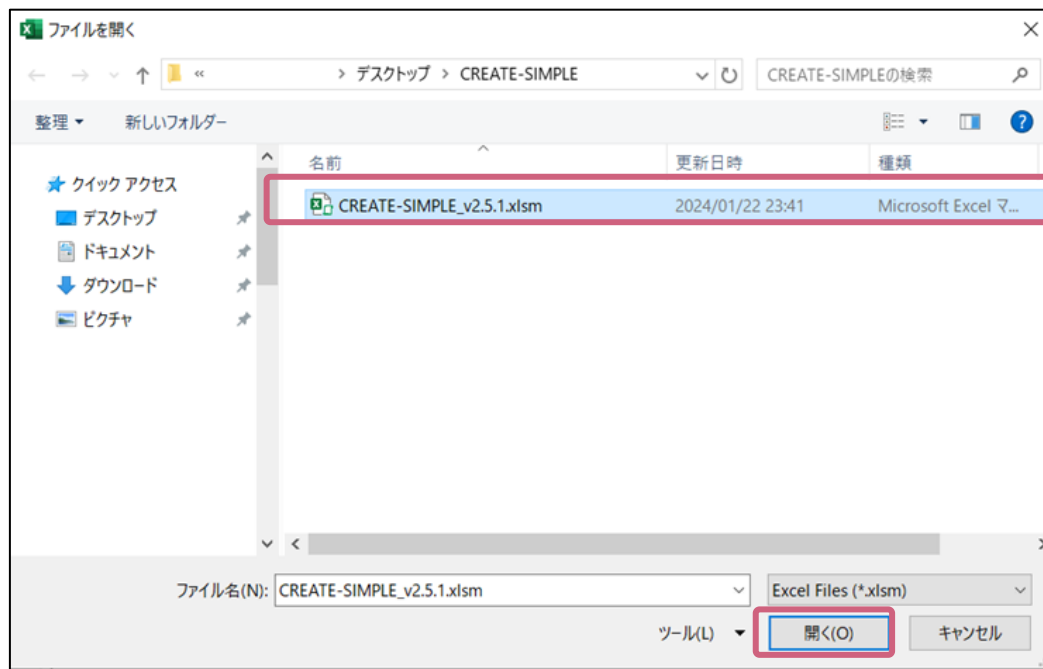 ファイルを開く
« > デスクトップ > CREATE-SIMPLE
CREATE-SIMPLEの検索
整理
新しいフォルダー
名前 更新日時 種類
クイック アクセス
CREATE-SIMPLE_v2.5.1.xlsm 2024/01/22 23:41 Microsoft Excel マ...
デスクトップ
ドキュメント
ダウンロード
ピクチャ
ファイル名(N): CREATE-SIMPLE_v2.5.1.xlsm Excel Files (*.xlsm)
ツール(L) 開く(O) キャンセル